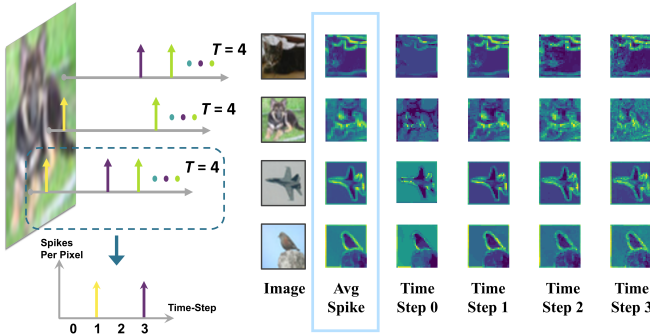 T = 4
T = 4
T = 4
Spikes
Per Pixel
Time-Step
0 1 2 3
Image
Avg
Spike
Time
Step 0
Time
Step 1
Time
Step 2
Time
Step 3